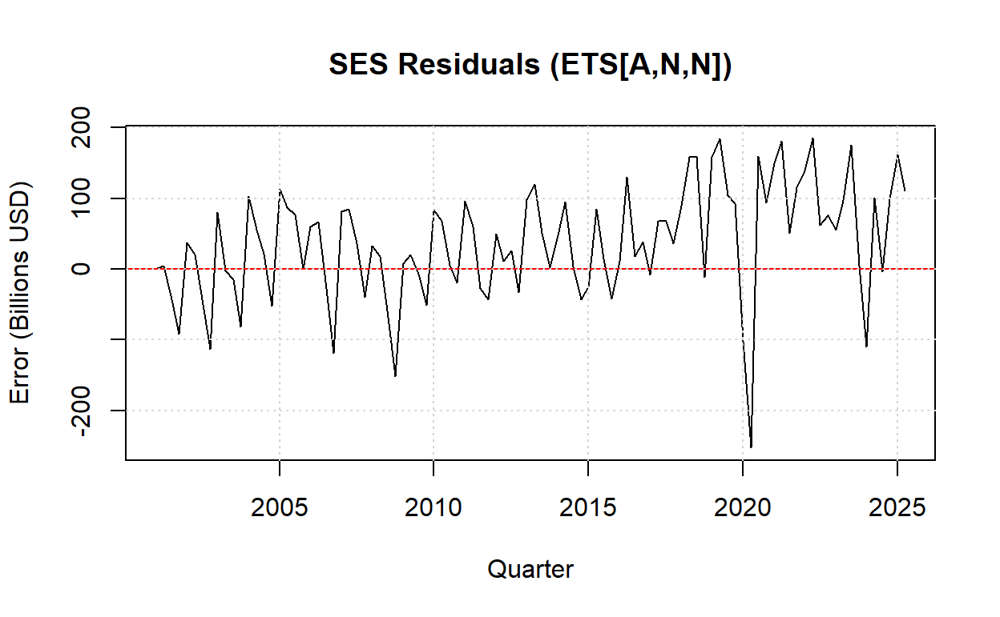 SES Residuals (ETS[A,N,N])
Error (Billions USD)
200
100
0
-200
2005 2010 2015 2020 2025
Quarter